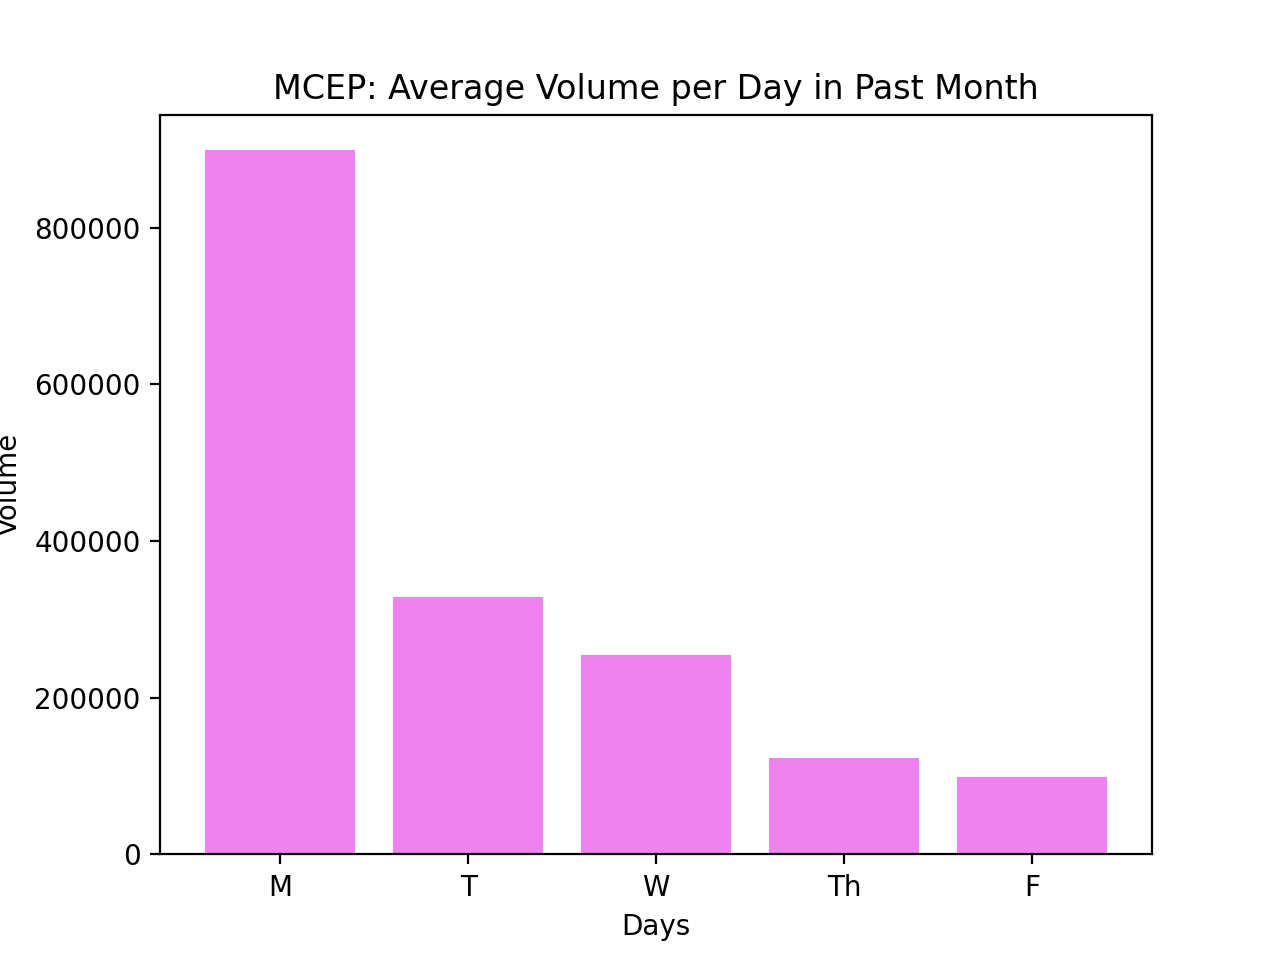 MCEP: Average Volume per Day in Past Month
800000
600000
400000
200000
0
Volume
M T W Th F
Days